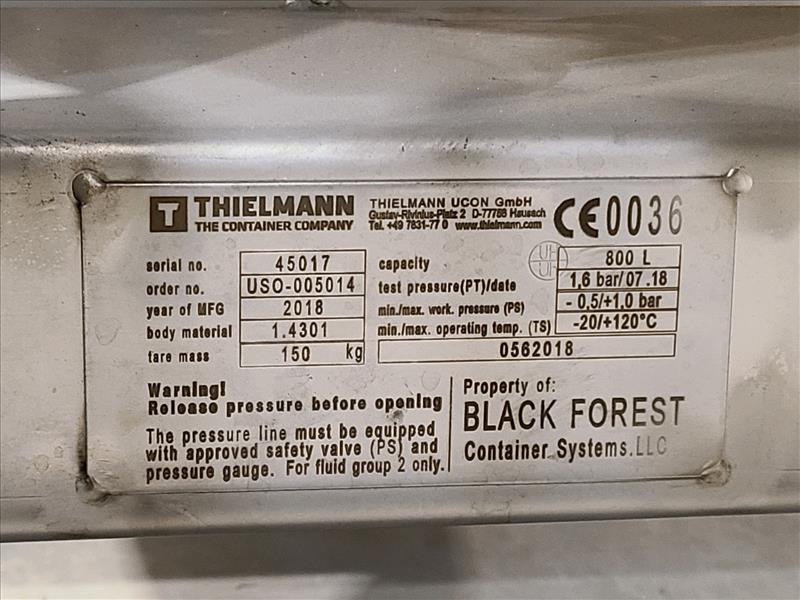 THIELMANN
THE CONTAINER COMPANY
THIELMANN UCON GmbH
Gustav-Rivinius-Platz 2 D-77756 Hausach
Tel. +49 7831-77 0 www.thielmann.com
CE0036
serial no. 45017
order no. USO-005014
year of MFG 2018
body material 1.4301
tare mass 150 kg
capacity 800 L
test pressure(PT)/date 1,6 bar/07.18
min./max. work. pressure (PS) - 0,5/+1,0 bar
min./max. operating temp. (TS) -20/+120°C
0562018
Warning!
Release pressure before opening
The pressure line must be equipped
with approved safety valve (PS) and
pressure gauge. For fluid group 2 only.
Property of:
BLACK FOREST
Container Systems, LLC